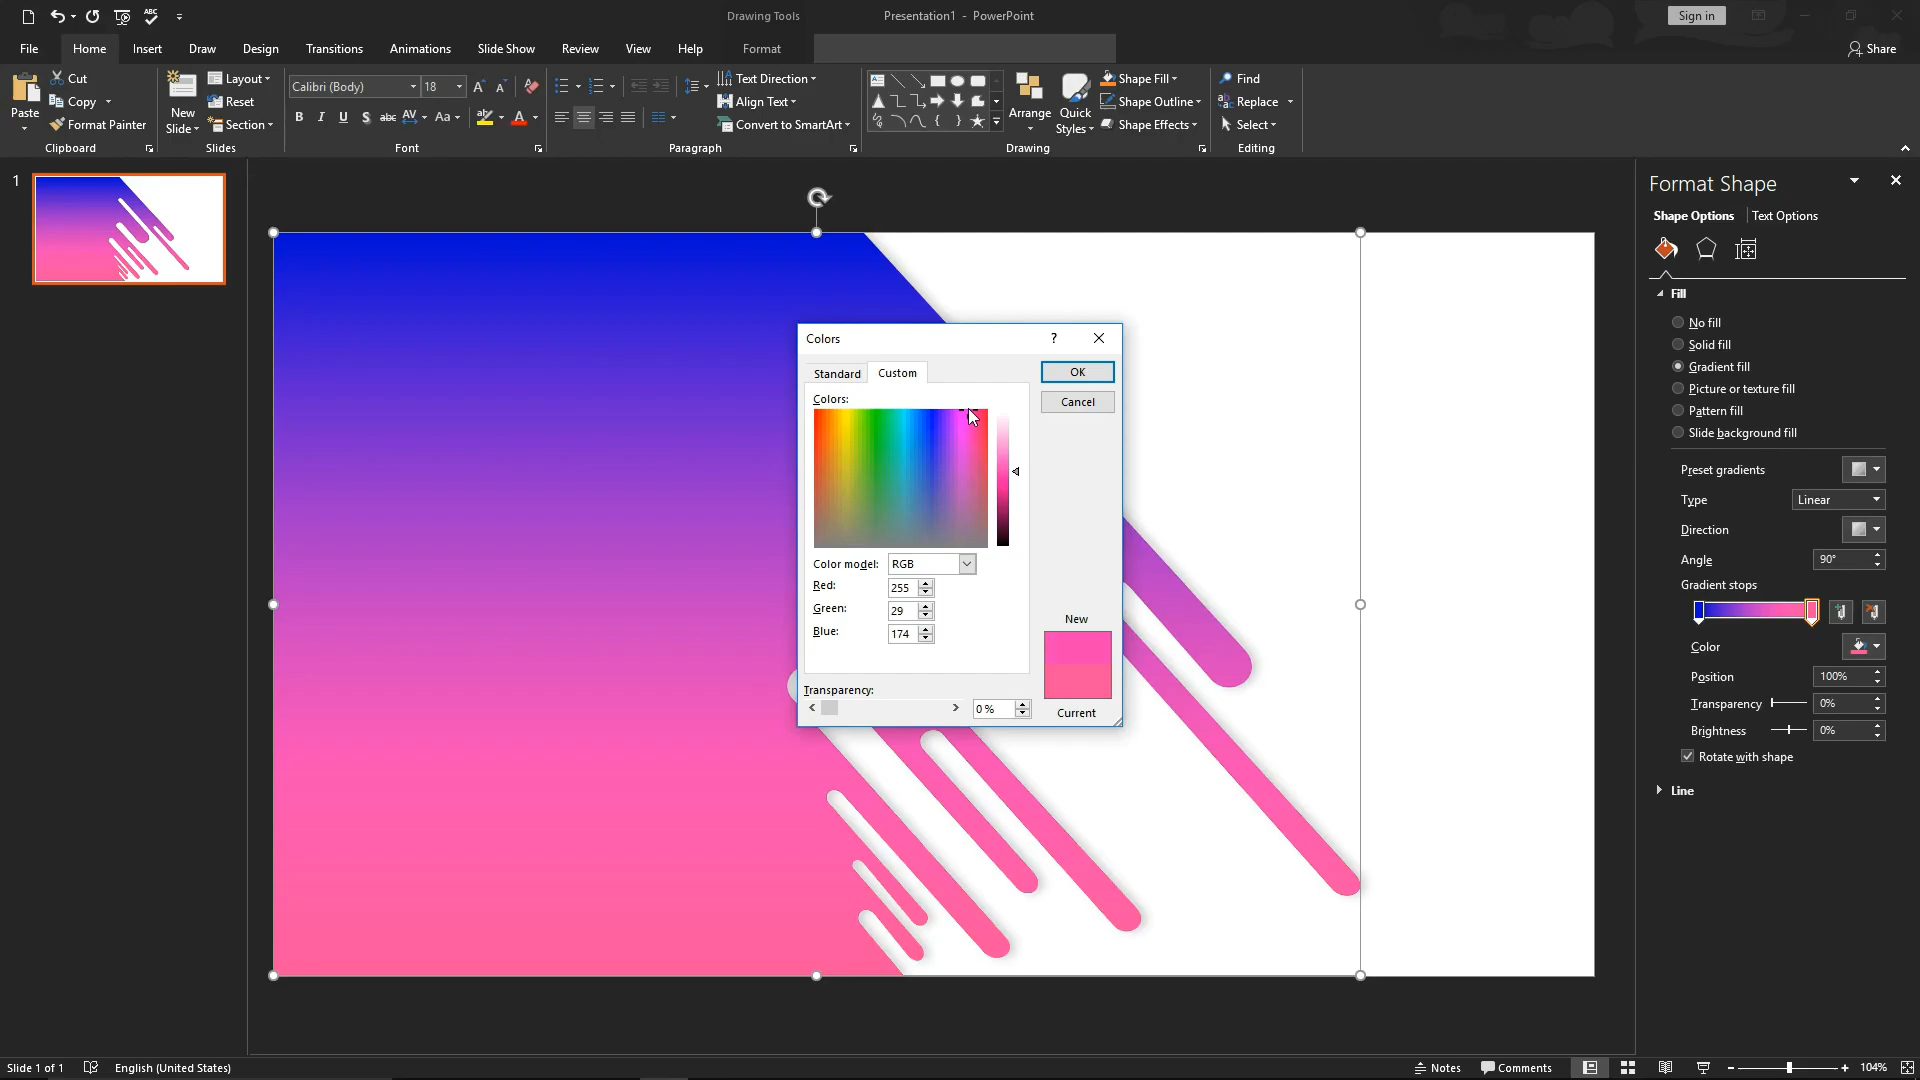 Drawing Tools
Presentation1 - PowerPoint
Sign in
File Home Insert Draw Design Transitions Animations Slide Show Review View Help Format
Share
Cut
Copy
Format Painter
Paste
Clipboard
New
Slide
Layout
Reset
Section
Slides
Calibri (Body) 18
B I U S abc AV Aa A
Font
Text Direction
Align Text
Convert to SmartArt
Paragraph
Arrange
Quick
Styles
Shape Fill
Shape Outline
Shape Effects
Drawing
Find
Replace
Select
Editing
1
Colors ?
Standard Custom
OK
Cancel
Colors:
Color model: RGB
Red: 255
Green: 29
Blue: 174
New
Transparency:
0 %
Current
Format Shape
Shape Options Text Options
Fill
No fill
Solid fill
Gradient fill
Picture or texture fill
Pattern fill
Slide background fill
Preset gradients
Type Linear
Direction
Angle 90°
Gradient stops
Color
Position 100%
Transparency 0%
Brightness 0%
Rotate with shape
Line
Slide 1 of 1 English (United States) Notes Comments 104%